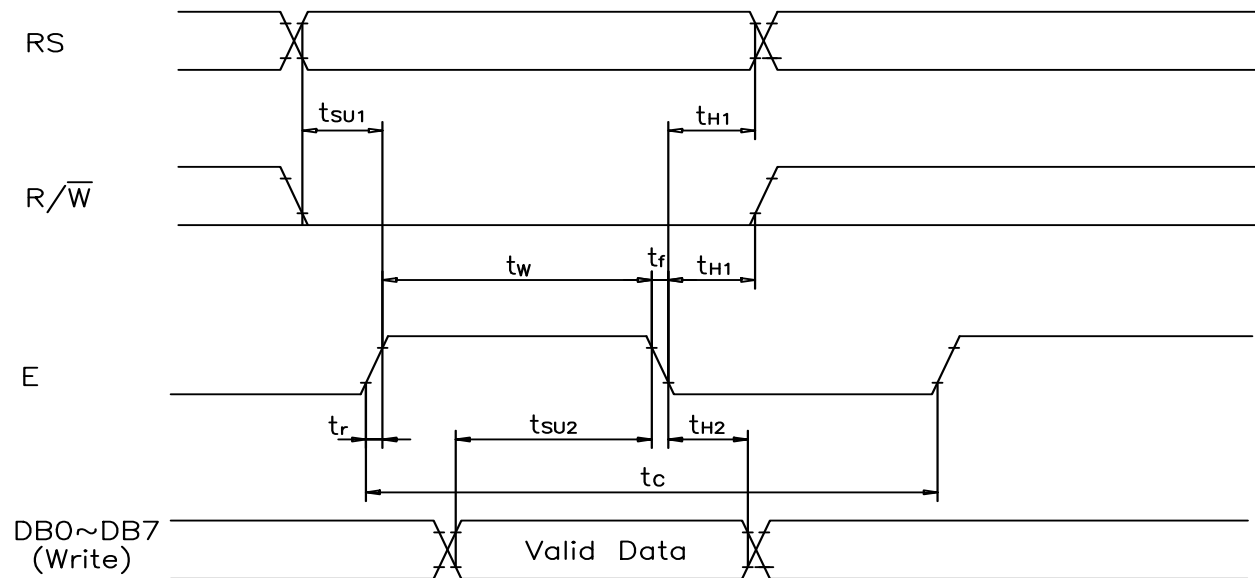 RS
tSU1
tH1
R/W̅
tW
tf
tH1
E
tr
tSU2
tH2
tC
DB0~DB7
(Write)
Valid Data